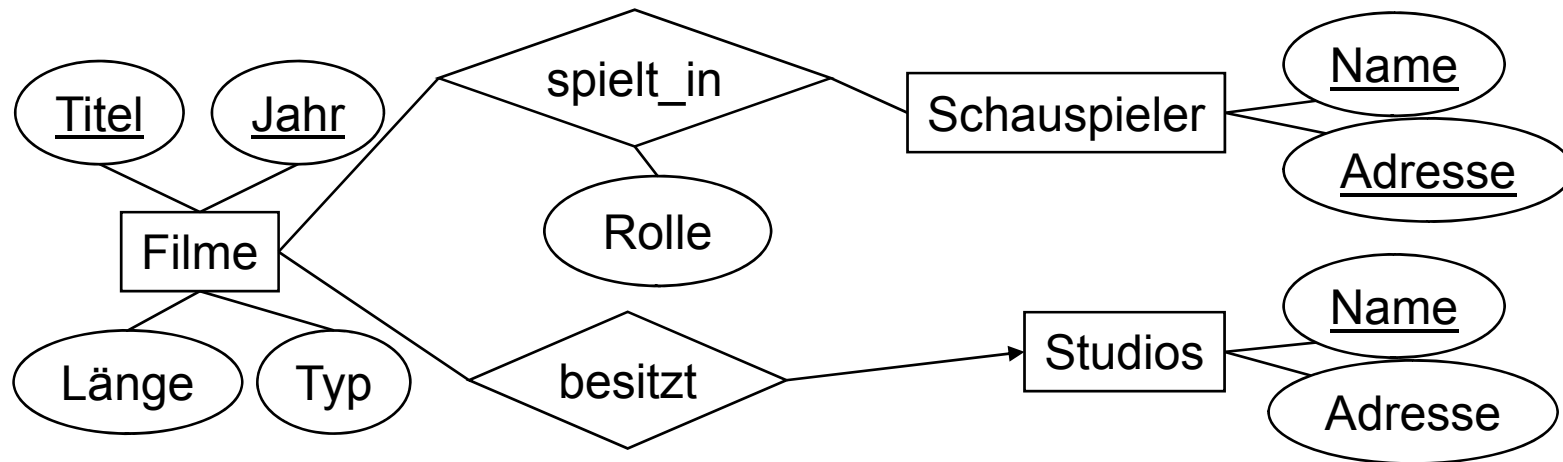 Titel
Jahr
spielt_in
Schauspieler
Name
Adresse
Filme
Rolle
Länge
Typ
besitzt
Studios
Name
Adresse